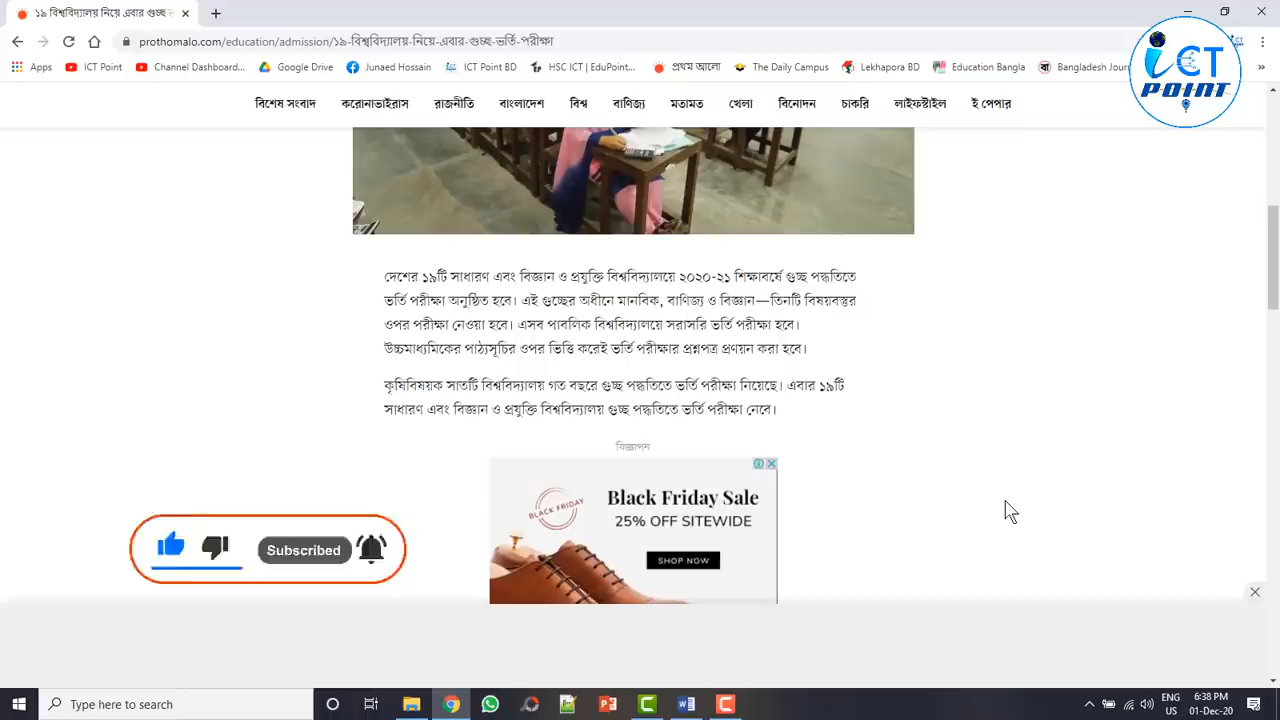 ১৯ বিশ্ববিদ্যালয় নিয়ে এবার গুচ্ছ
prothomalo.com/education/admission/১৯-বিশ্ববিদ্যালয়-নিয়ে-এবার-গুচ্ছ-ভর্তি-পরীক্ষা
Apps ICT Point Channel Dashboard... Google Drive Junaed Hossain ICT Point BD HSC ICT | EduPoint... প্রথম আলো The Daily Campus Lekhapora BD Education Bangla Bangladesh Jour
iCT
POINT
বিশেষ সংবাদ করোনাভাইরাস রাজনীতি বাংলাদেশ বিশ্ব বাণিজ্য মতামত খেলা বিনোদন চাকরি লাইফস্টাইল ই পেপার
দেশের ১৯টি সাধারণ এবং বিজ্ঞান ও প্রযুক্তি বিশ্ববিদ্যালয়ে ২০২০-২১ শিক্ষাবর্ষে গুচ্ছ পদ্ধতিতে
ভর্তি পরীক্ষা অনুষ্ঠিত হবে। এই গুচ্ছের অধীনে মানবিক, বাণিজ্য ও বিজ্ঞান—তিনটি বিষয়বস্তুর
ওপর পরীক্ষা নেওয়া হবে। এসব পাবলিক বিশ্ববিদ্যালয়ে সরাসরি ভর্তি পরীক্ষা হবে।
উচ্চমাধ্যমিকের পাঠ্যসূচির ওপর ভিত্তি করেই ভর্তি পরীক্ষার প্রশ্নপত্র প্রণয়ন করা হবে।
কৃষিবিষয়ক সাতটি বিশ্ববিদ্যালয় গত বছরে গুচ্ছ পদ্ধতিতে ভর্তি পরীক্ষা নিয়েছে। এবার ১৯টি
সাধারণ এবং বিজ্ঞান ও প্রযুক্তি বিশ্ববিদ্যালয় গুচ্ছ পদ্ধতিতে ভর্তি পরীক্ষা নেবে।
বিজ্ঞাপন
BLACK FRIDAY
Black Friday Sale
25% OFF SITEWIDE
SHOP NOW
Subscribed
Type here to search
ENG
US
6:38 PM
01-Dec-20